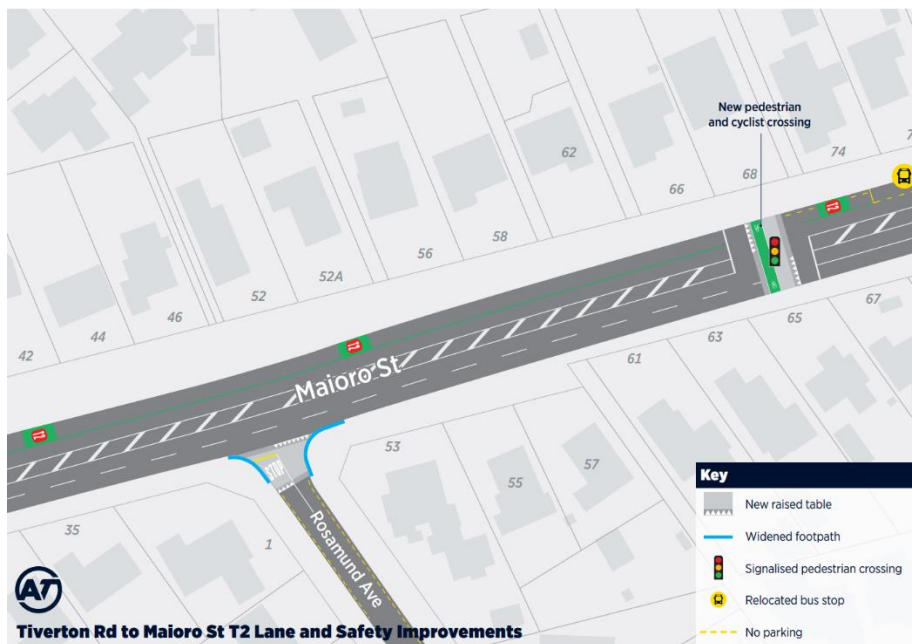 New pedestrian
and cyclist crossing
74
68
62
66
58
56
52A
52
46
44
42
Maioro St
67
65
63
61
53
57
55
STOP
Rosamund Ave
35
1
Key
New raised table
Widened footpath
Signalised pedestrian crossing
Relocated bus stop
No parking
AT
Tiverton Rd to Maioro St T2 Lane and Safety Improvements